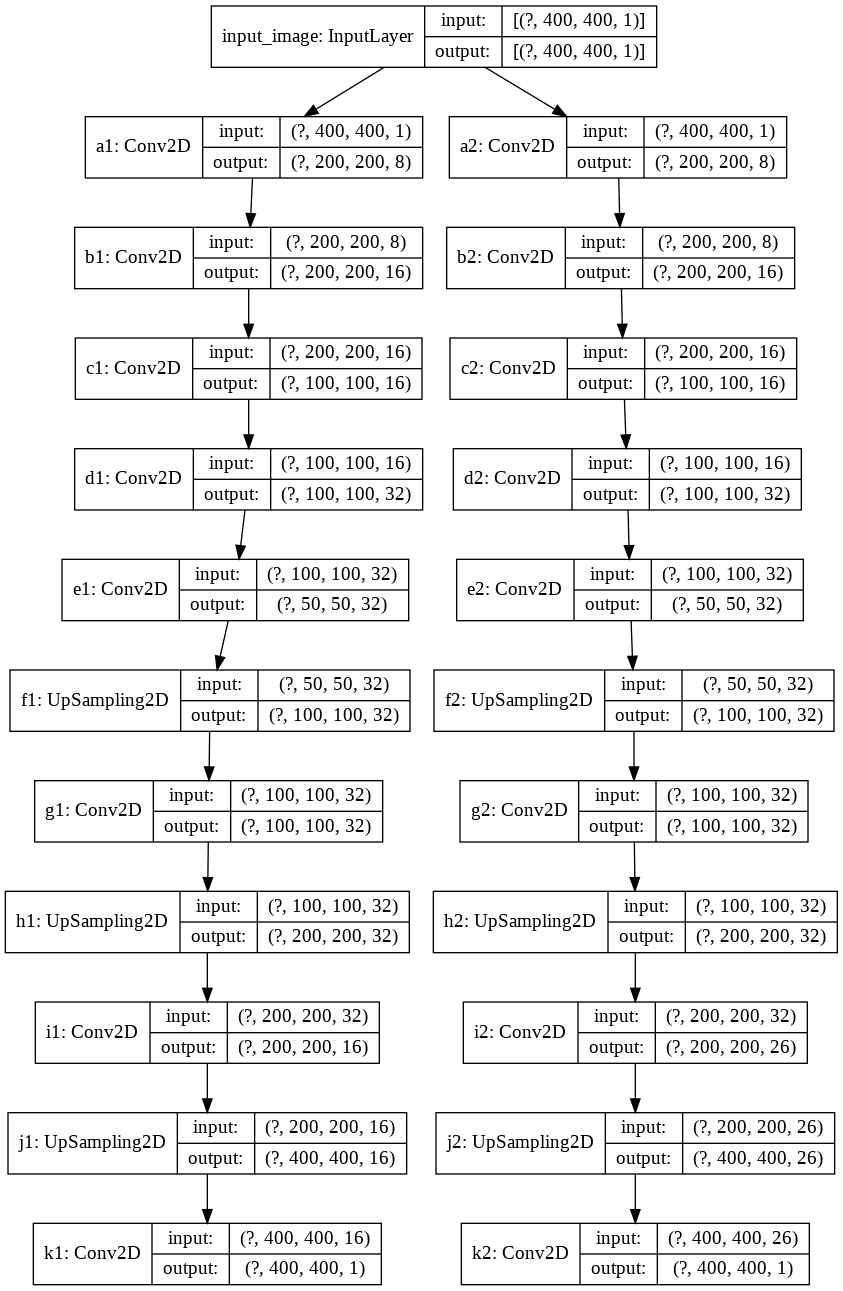 input_image: InputLayer
input: [(?, 400, 400, 1)]
output: [(?, 400, 400, 1)]
a1: Conv2D
input: (?, 400, 400, 1)
output: (?, 200, 200, 8)
a2: Conv2D
input: (?, 400, 400, 1)
output: (?, 200, 200, 8)
b1: Conv2D
input: (?, 200, 200, 8)
output: (?, 200, 200, 16)
b2: Conv2D
input: (?, 200, 200, 8)
output: (?, 200, 200, 16)
c1: Conv2D
input: (?, 200, 200, 16)
output: (?, 100, 100, 16)
c2: Conv2D
input: (?, 200, 200, 16)
output: (?, 100, 100, 16)
d1: Conv2D
input: (?, 100, 100, 16)
output: (?, 100, 100, 32)
d2: Conv2D
input: (?, 100, 100, 16)
output: (?, 100, 100, 32)
e1: Conv2D
input: (?, 100, 100, 32)
output: (?, 50, 50, 32)
e2: Conv2D
input: (?, 100, 100, 32)
output: (?, 50, 50, 32)
f1: UpSampling2D
input: (?, 50, 50, 32)
output: (?, 100, 100, 32)
f2: UpSampling2D
input: (?, 50, 50, 32)
output: (?, 100, 100, 32)
g1: Conv2D
input: (?, 100, 100, 32)
output: (?, 100, 100, 32)
g2: Conv2D
input: (?, 100, 100, 32)
output: (?, 100, 100, 32)
h1: UpSampling2D
input: (?, 100, 100, 32)
output: (?, 200, 200, 32)
h2: UpSampling2D
input: (?, 100, 100, 32)
output: (?, 200, 200, 32)
i1: Conv2D
input: (?, 200, 200, 32)
output: (?, 200, 200, 16)
i2: Conv2D
input: (?, 200, 200, 32)
output: (?, 200, 200, 26)
j1: UpSampling2D
input: (?, 200, 200, 16)
output: (?, 400, 400, 16)
j2: UpSampling2D
input: (?, 200, 200, 26)
output: (?, 400, 400, 26)
k1: Conv2D
input: (?, 400, 400, 16)
output: (?, 400, 400, 1)
k2: Conv2D
input: (?, 400, 400, 26)
output: (?, 400, 400, 1)